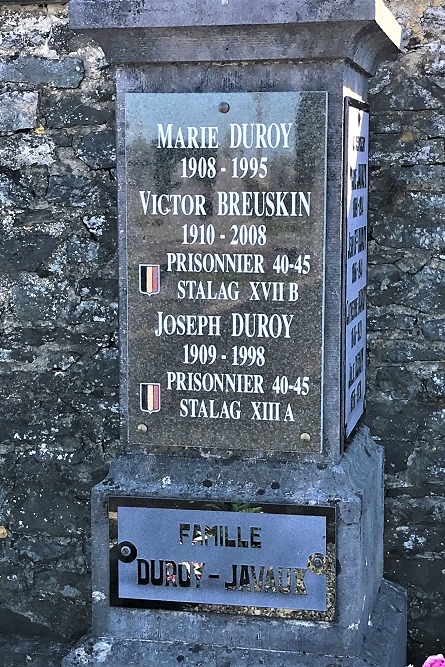 MARIE DUROY
1908 - 1995
VICTOR BREUSKIN
1910 - 2008
PRISONNIER 40-45
STALAG XVII B
JOSEPH DUROY
1909 - 1998
PRISONNIER 40-45
STALAG XIII A
FAMILLE
DUROY - JAVAUX